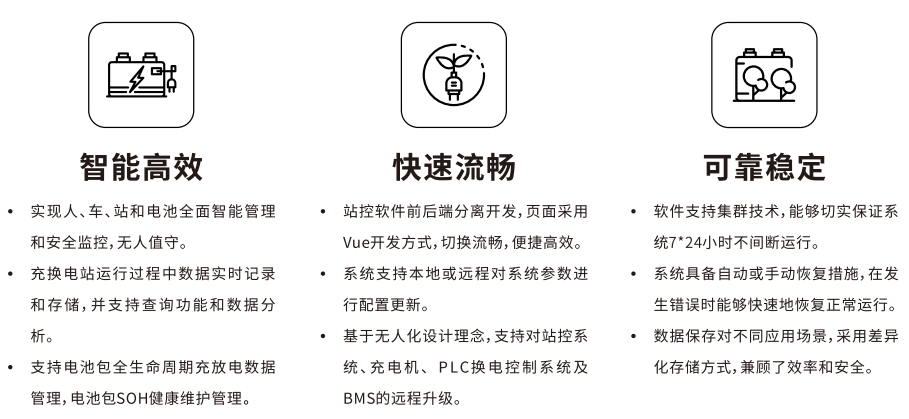 智能高效
• 实现人、车、站和电池全面智能管理
和安全监控，无人值守。
• 充换电站运行过程中数据实时记录
和存储，并支持查询功能和数据分
析。
• 支持电池包全生命周期充放电数据
管理，电池包SOH健康维护管理。
快速流畅
• 站控软件前后端分离开发，页面采用
Vue开发方式，切换流畅，便捷高效。
• 系统支持本地或远程对系统参数进
行配置更新。
• 基于无人化设计理念，支持对站控系
统、充电机、PLC换电控制系统及
BMS的远程升级。
可靠稳定
• 软件支持集群技术，能够切实保证系
统7*24小时不间断运行。
• 系统具备自动或手动恢复措施，在发
生错误时能够快速地恢复正常运行。
• 数据保存对不同应用场景，采用差异
化存储方式，兼顾了效率和安全。